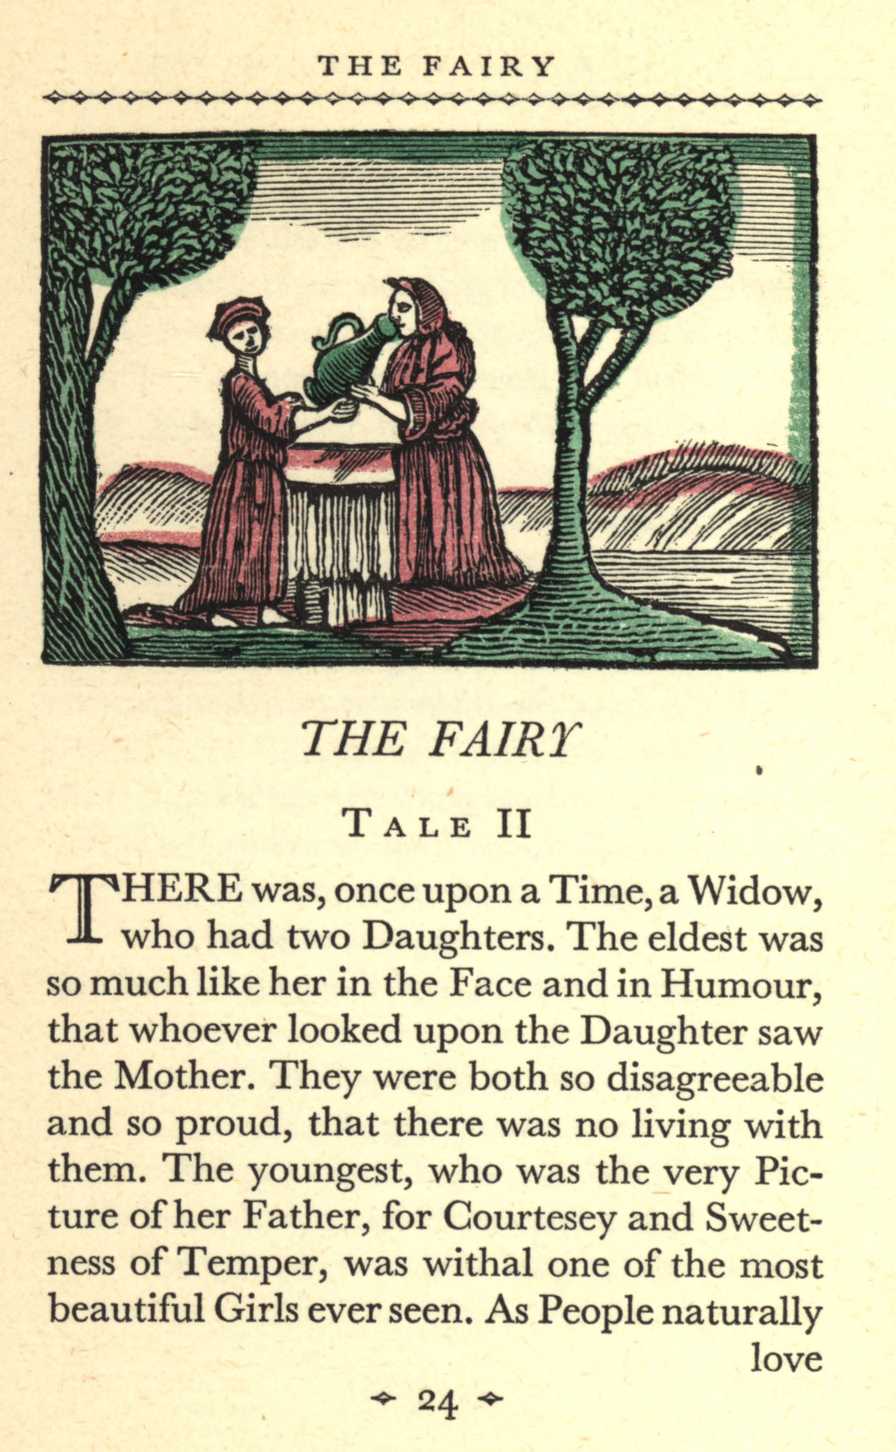 THE FAIRY
THE FAIRY
TALE II
THERE was, once upon a Time, a Widow,
who had two Daughters. The eldest was
so much like her in the Face and in Humour,
that whoever looked upon the Daughter saw
the Mother. They were both so disagreeable
and so proud, that there was no living with
them. The youngest, who was the very Pic-
ture of her Father, for Courtesey and Sweet-
ness of Temper, was withal one of the most
beautiful Girls ever seen. As People naturally
love
24